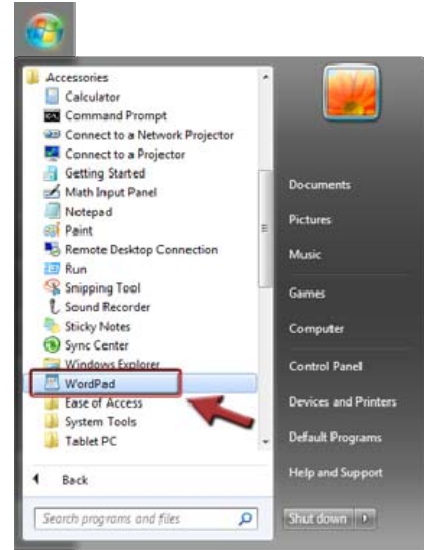 Accessories
Calculator
Command Prompt
Connect to a Network Projector
Connect to a Projector
Getting Started
Math Input Panel
Notepad
Paint
Remote Desktop Connection
Run
Snipping Tool
Sound Recorder
Sticky Notes
Sync Center
Windows Explorer
WordPad
Ease of Access
System Tools
Tablet PC
Back
Search programs and files
Documents
Pictures
Music
Games
Computer
Control Panel
Devices and Printers
Default Programs
Help and Support
Shut down